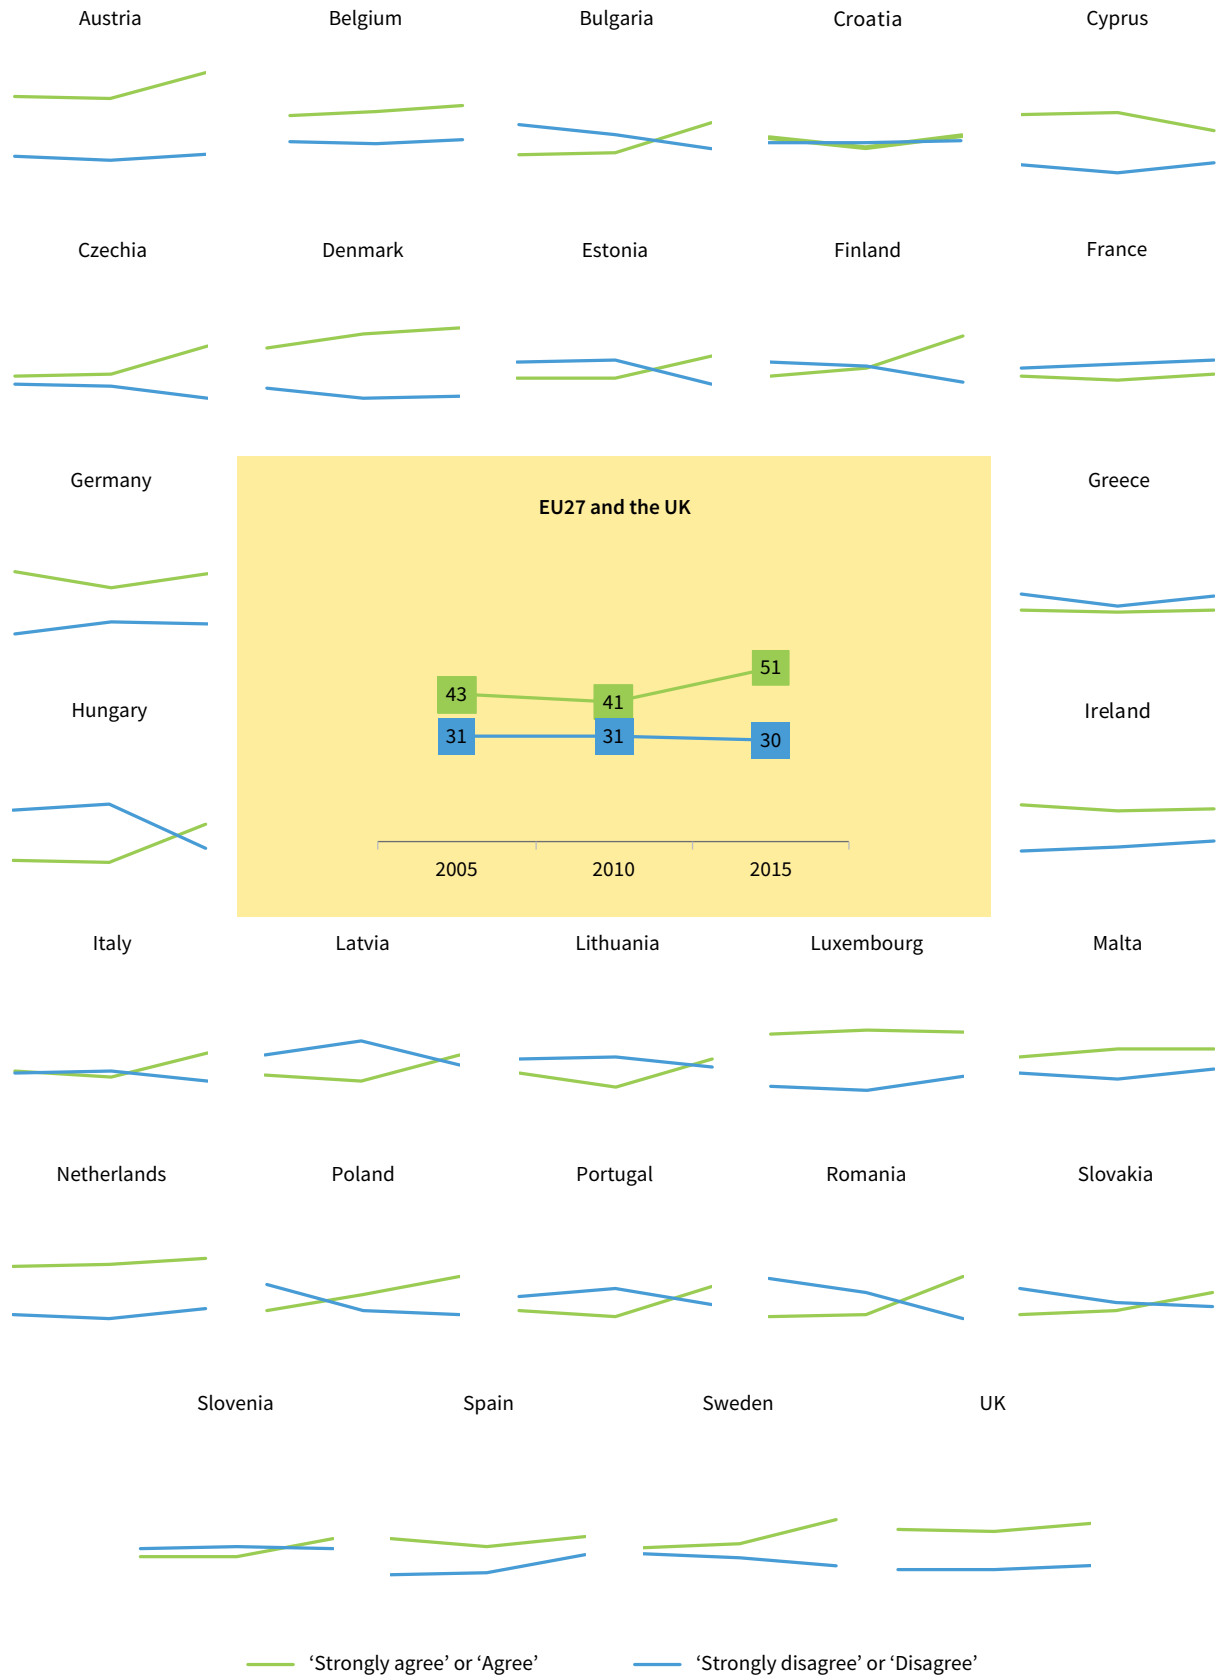 Austria
Belgium
Bulgaria
Croatia
Cyprus
Czechia
Denmark
Estonia
Finland
France
Germany
EU27 and the UK
Greece
43
41
51
31
31
30
2005
2010
2015
Hungary
Ireland
Italy
Latvia
Lithuania
Luxembourg
Malta
Netherlands
Poland
Portugal
Romania
Slovakia
Slovenia
Spain
Sweden
UK
‘Strongly agree’ or ‘Agree’
‘Strongly disagree’ or ‘Disagree’